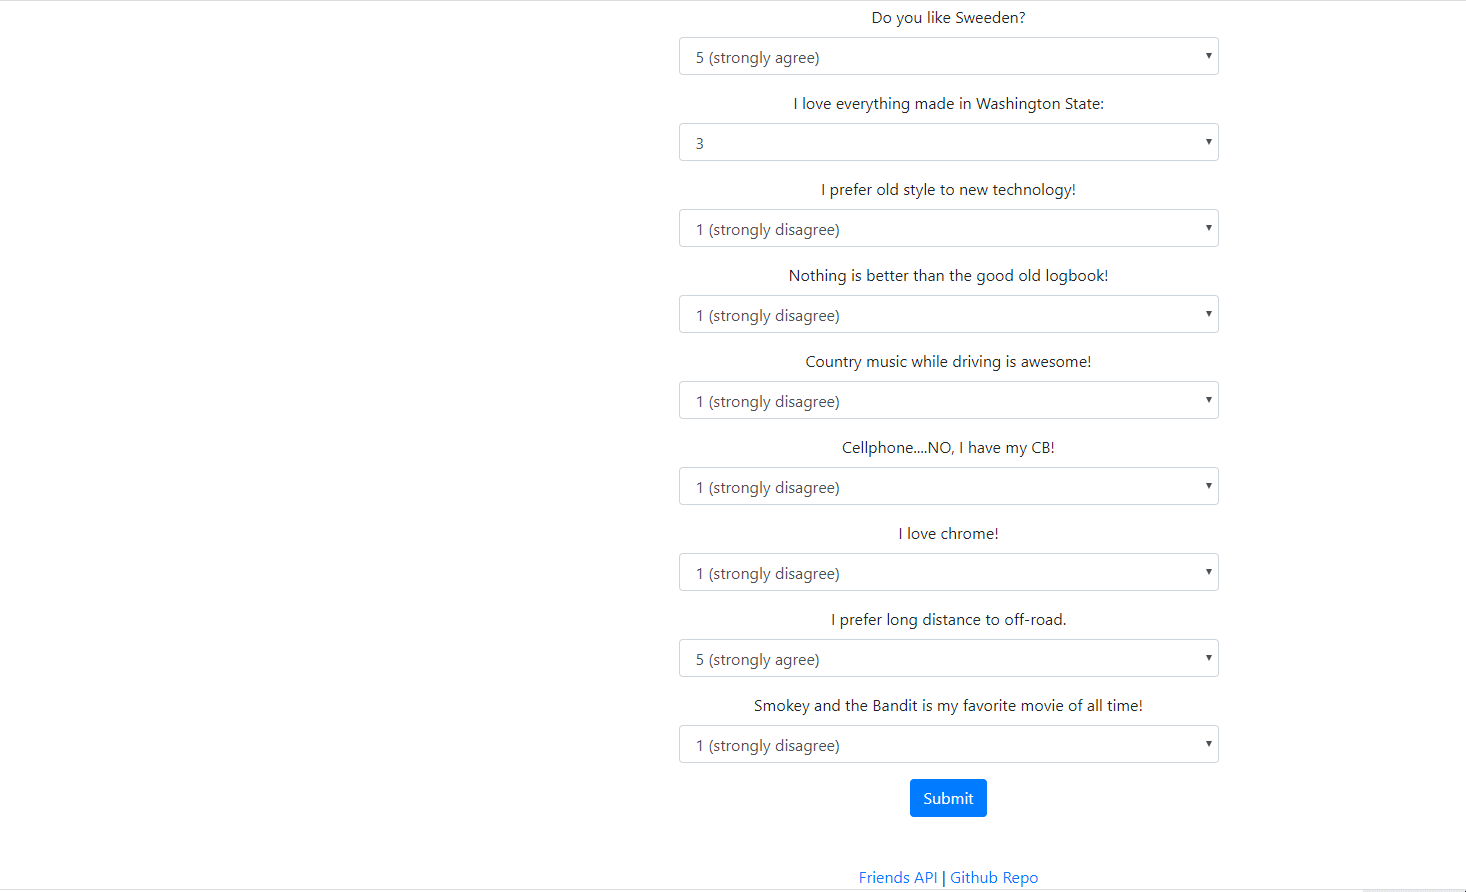 Do you like Sweeden?
5 (strongly agree)
I love everything made in Washington State:
3
I prefer old style to new technology!
1 (strongly disagree)
Nothing is better than the good old logbook!
1 (strongly disagree)
Country music while driving is awesome!
1 (strongly disagree)
Cellphone....NO, I have my CB!
1 (strongly disagree)
I love chrome!
1 (strongly disagree)
I prefer long distance to off-road.
5 (strongly agree)
Smokey and the Bandit is my favorite movie of all time!
1 (strongly disagree)
Submit
Friends API | Github Repo